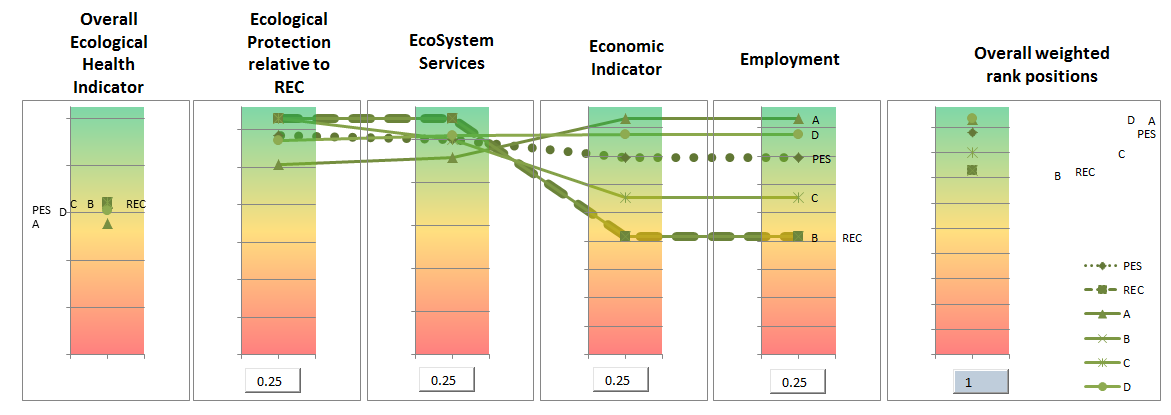 Overall
Ecological
Health
Indicator
Ecological
Protection
relative to
REC
EcoSystem
Services
Economic
Indicator
Employment
Overall weighted
rank positions
PES
D
C
B
REC
A
A
D
PES
C
B
REC
D
A
PES
C
B
REC
PES
REC
A
B
C
D
0.25
0.25
0.25
0.25
1